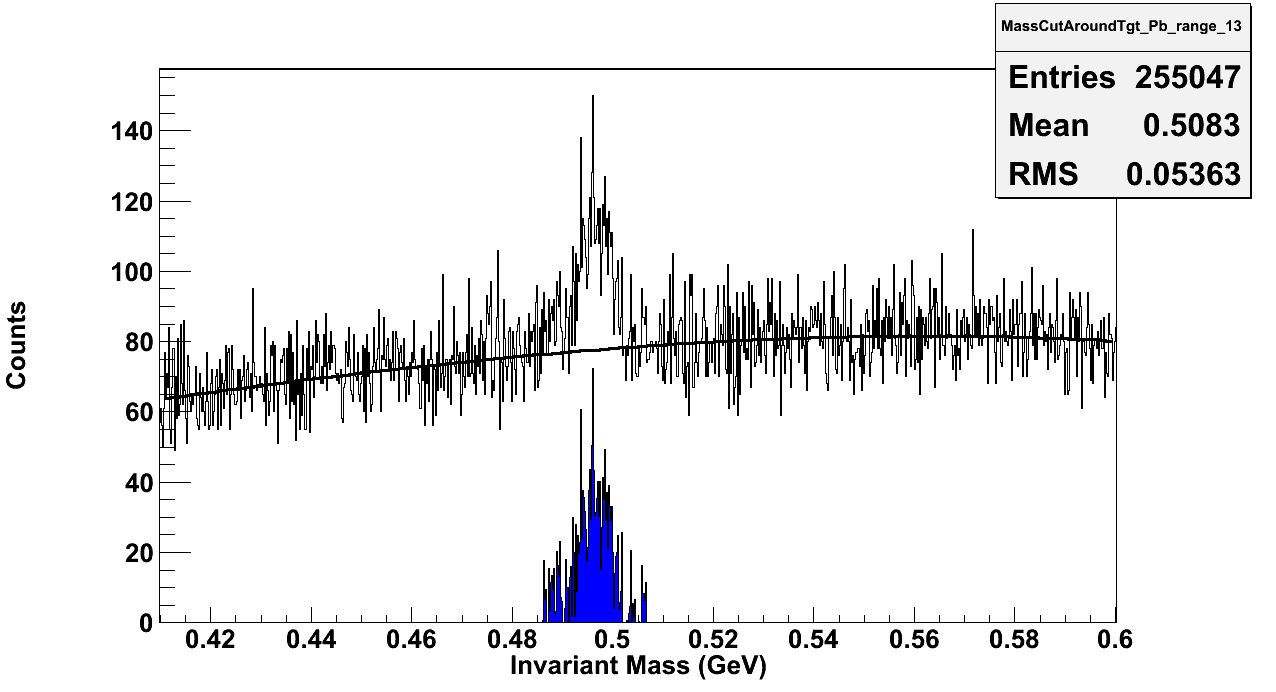 MassCutAroundTgt_Pb_range_13
Entries 255047
Mean 0.5083
RMS 0.05363
Counts
140
120
100
80
60
40
20
0
0.42 0.44 0.46 0.48 0.5 0.52 0.54 0.56 0.58 0.6
Invariant Mass (GeV)